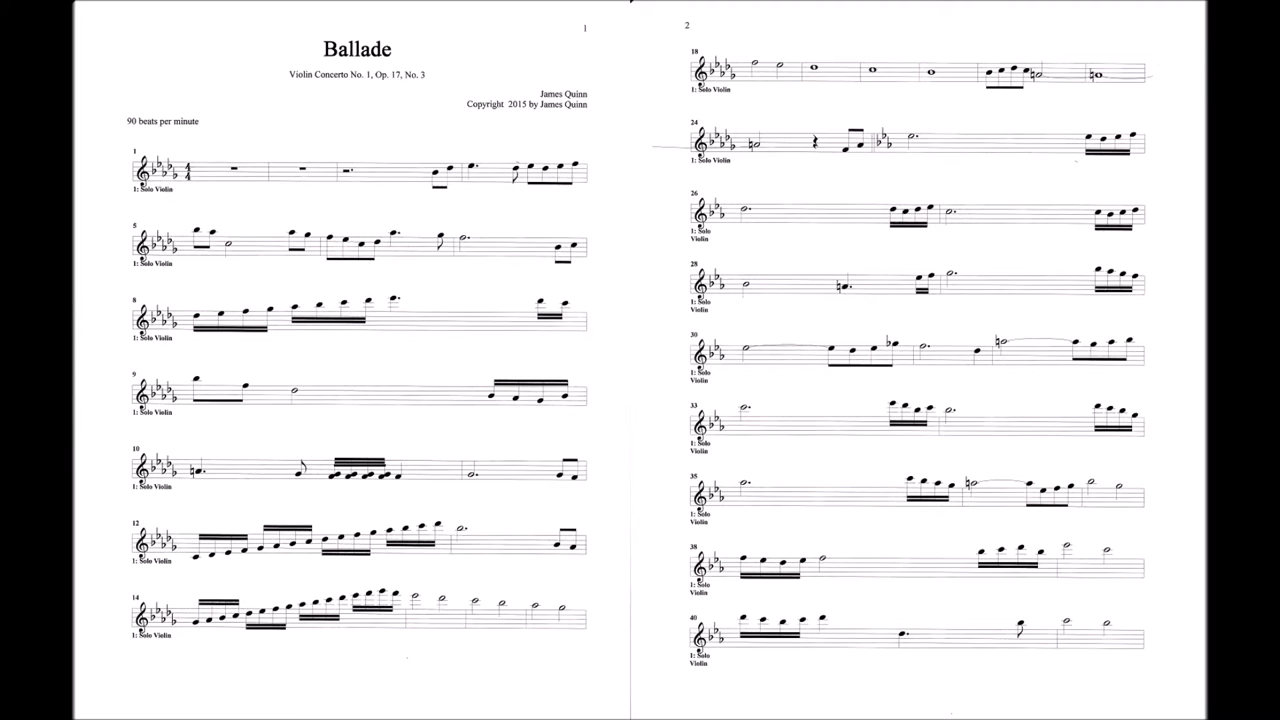 1
Ballade
Violin Concerto No. 1, Op. 17, No. 3
James Quinn
Copyright 2015 by James Quinn
90 beats per minute
1
1: Solo Violin
5
1: Solo Violin
8
1: Solo Violin
9
1: Solo Violin
10
1: Solo Violin
12
1: Solo Violin
14
1: Solo Violin
2
18
1: Solo Violin
24
1: Solo Violin
26
1: Solo
Violin
28
1: Solo
Violin
30
1: Solo
Violin
33
1: Solo
Violin
35
1: Solo
Violin
38
1: Solo
Violin
40
1: Solo
Violin